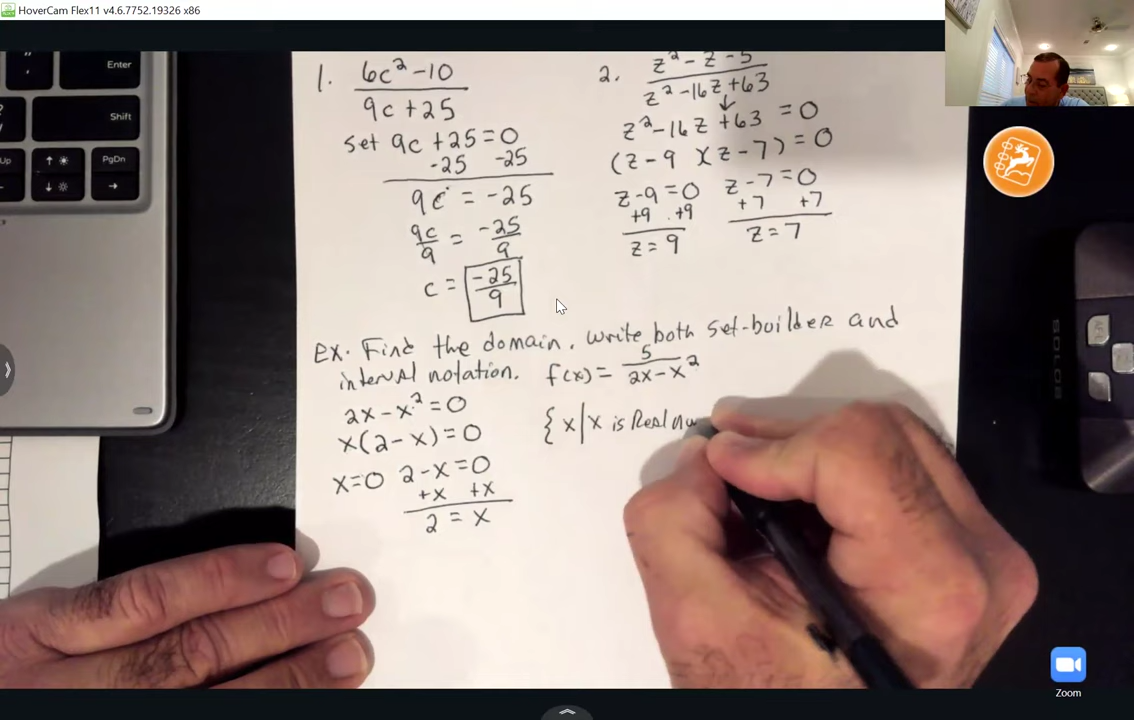 HoverCam Flex11 v4.6.7752.19326 x86
Enter
Shift
Up
PgDn
1. 6c²-10
9c+25
set 9c+25=0
-25 -25
9c = -25
9c/9 = -25/9
c = -25/9
2. z²-z-5
z²-16z+63
z²-16z+63=0
(z-9)(z-7)=0
z-9=0 z-7=0
+9 +9 +7 +7
z=9 z=7
Ex. Find the domain, write both set-builder and
interval notation. f(x)= 5/2x-x²
2x-x²=0
x(2-x)=0
x=0 2-x=0
+x +x
2=x
{x|x is Real nu
Zoom